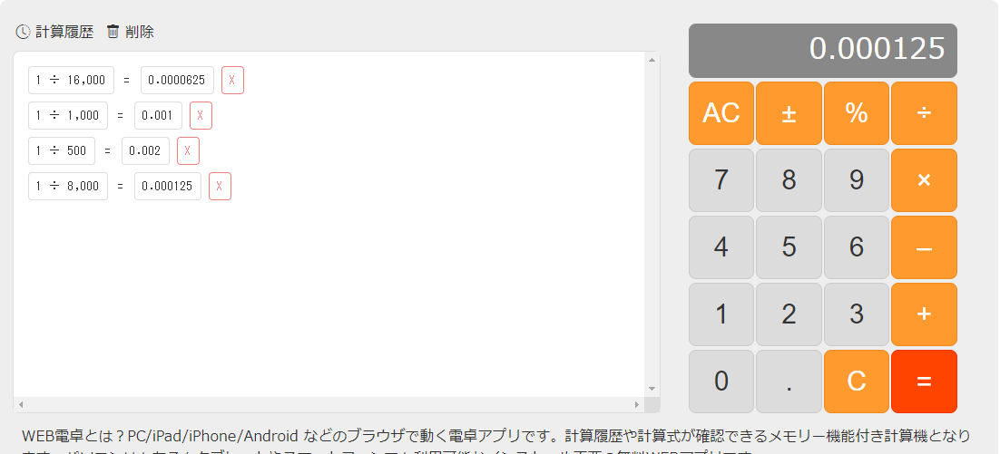 計算履歴 削除
0.000125
1 ÷ 16,000 = 0.0000625 X
1 ÷ 1,000 = 0.001 X
1 ÷ 500 = 0.002 X
1 ÷ 8,000 = 0.000125 X
AC ± % ÷
7 8 9 ×
4 5 6 −
1 2 3 +
0 . C =
WEB電卓とは？PC/iPad/iPhone/Android などのブラウザで動く電卓アプリです。計算履歴や計算式が確認できるメモリー機能付き計算機となり